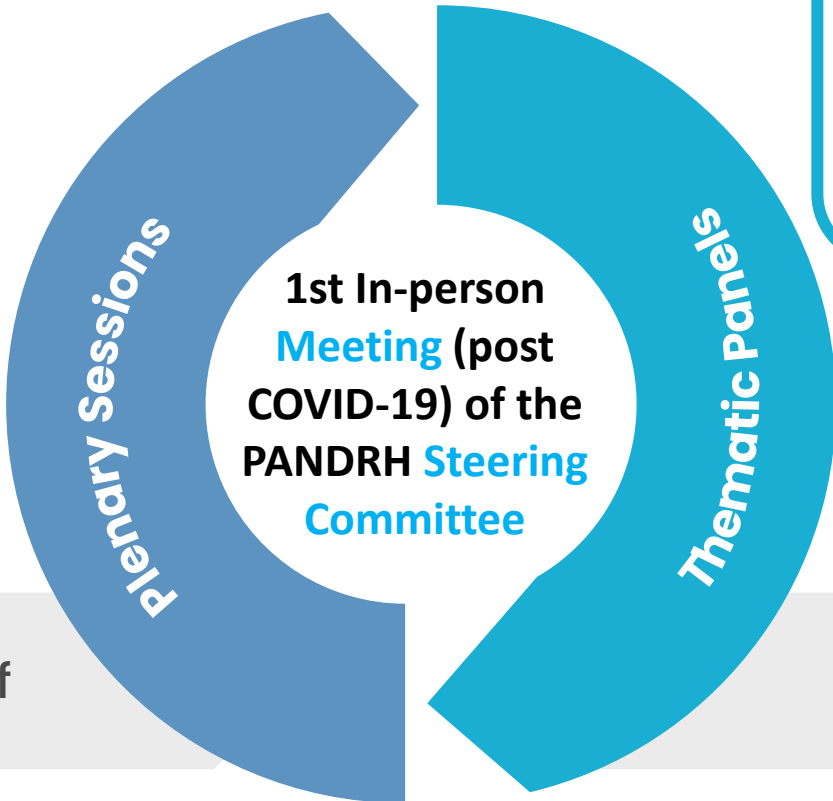 Plenary Sessions
1st In-person
Meeting (post
COVID-19) of the
PANDRH Steering
Committee
Thematic Panels
f